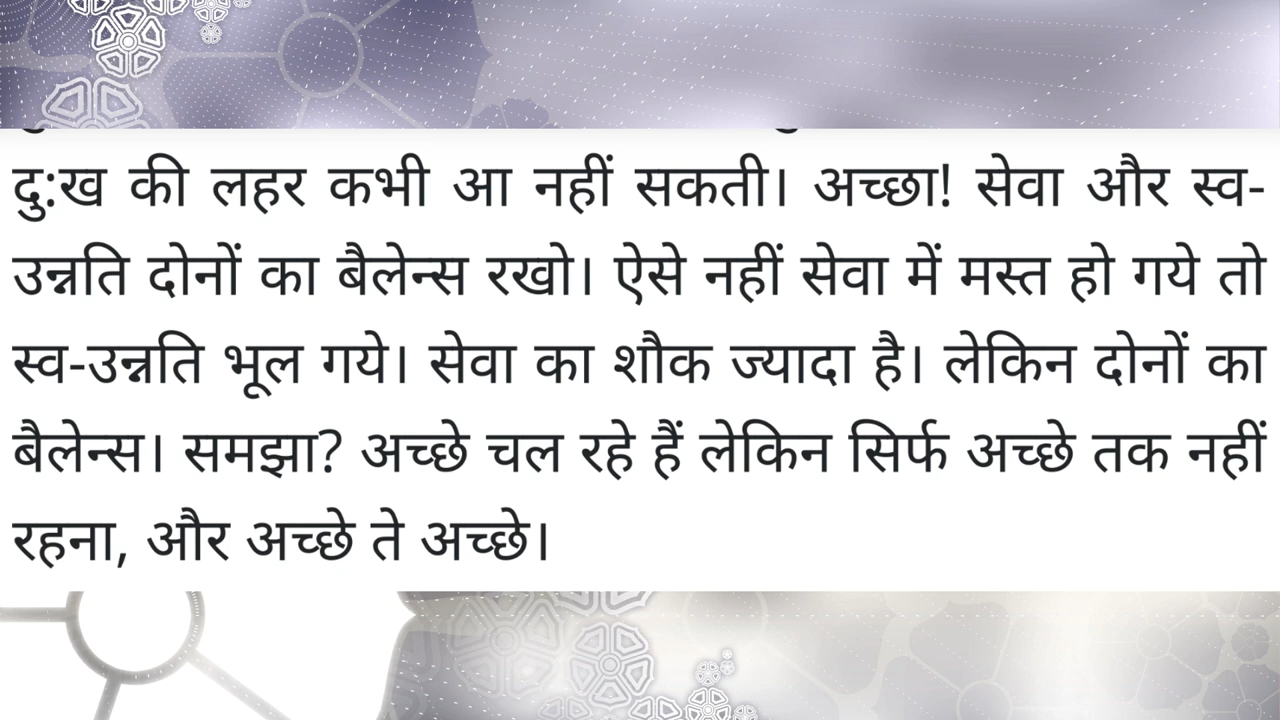 दु:ख की लहर कभी आ नहीं सकती। अच्छा! सेवा और स्व-
उन्नति दोनों का बैलेन्स रखो। ऐसे नहीं सेवा में मस्त हो गये तो
स्व-उन्नति भूल गये। सेवा का शौक ज्यादा है। लेकिन दोनों का
बैलेन्स। समझा? अच्छे चल रहे हैं लेकिन सिर्फ अच्छे तक नहीं
रहना, और अच्छे ते अच्छे।